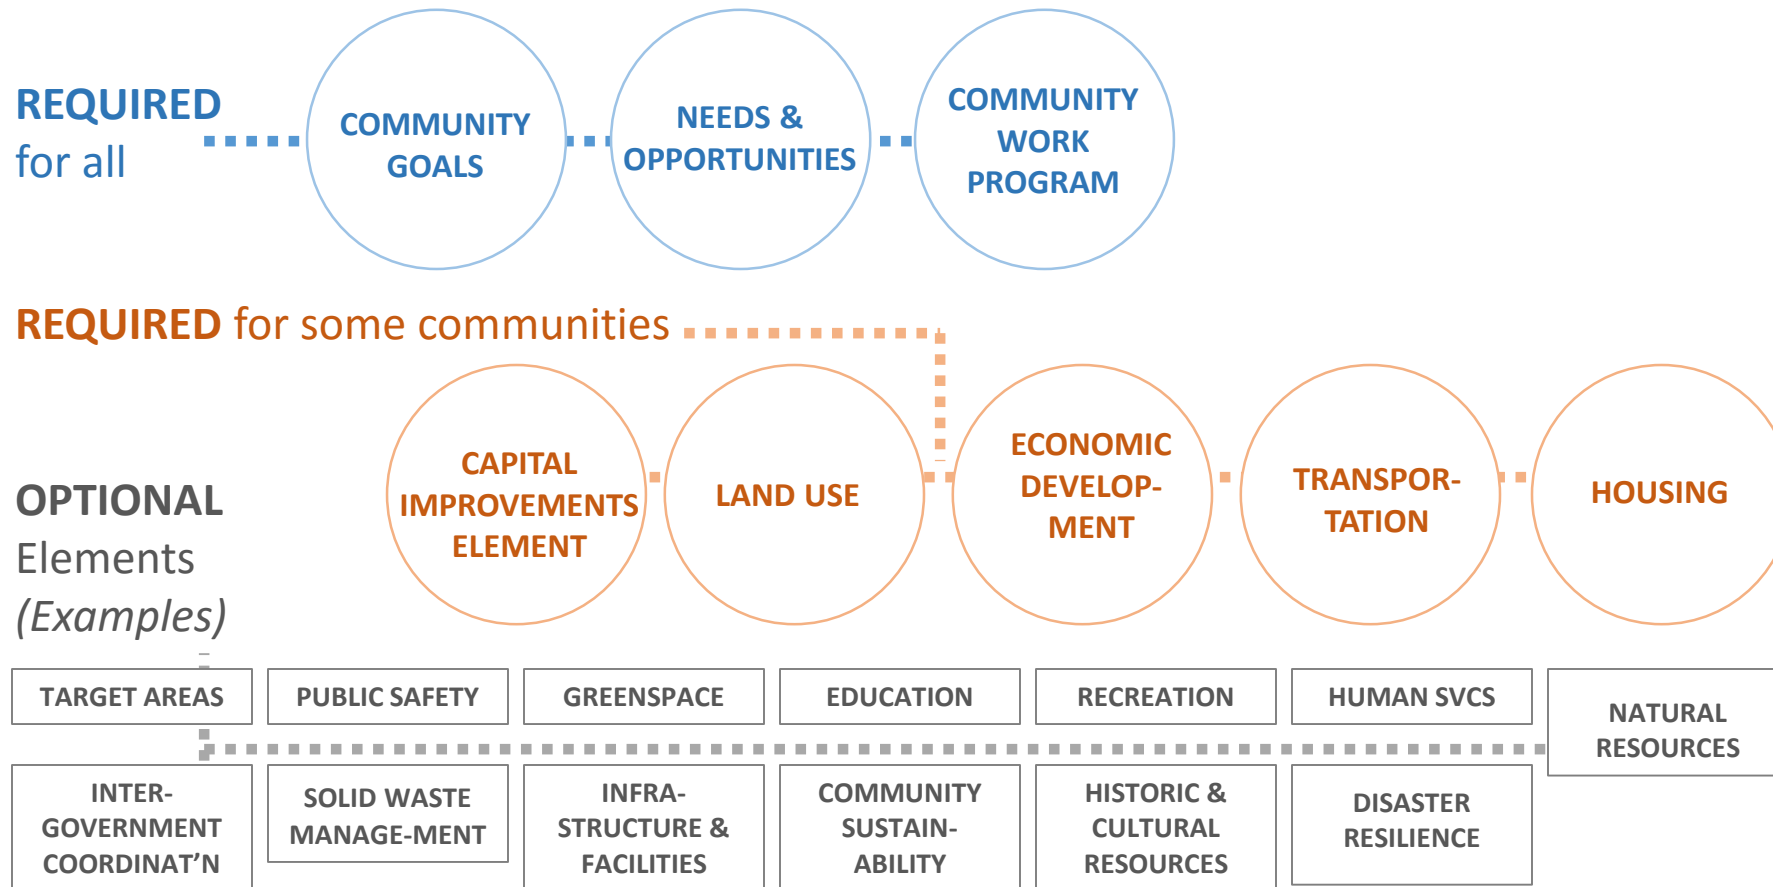 REQUIRED
for all
COMMUNITY
GOALS
NEEDS &
OPPORTUNITIES
COMMUNITY
WORK
PROGRAM
REQUIRED for some communities
CAPITAL
IMPROVEMENTS
ELEMENT
LAND USE
ECONOMIC
DEVELOP-
MENT
TRANSPOR-
TATION
HOUSING
OPTIONAL
Elements
(Examples)
TARGET AREAS
PUBLIC SAFETY
GREENSPACE
EDUCATION
RECREATION
HUMAN SVCS
NATURAL
RESOURCES
INTER-
GOVERNMENT
COORDINAT’N
SOLID WASTE
MANAGE-MENT
INFRA-
STRUCTURE &
FACILITIES
COMMUNITY
SUSTAIN-
ABILITY
HISTORIC &
CULTURAL
RESOURCES
DISASTER
RESILIENCE